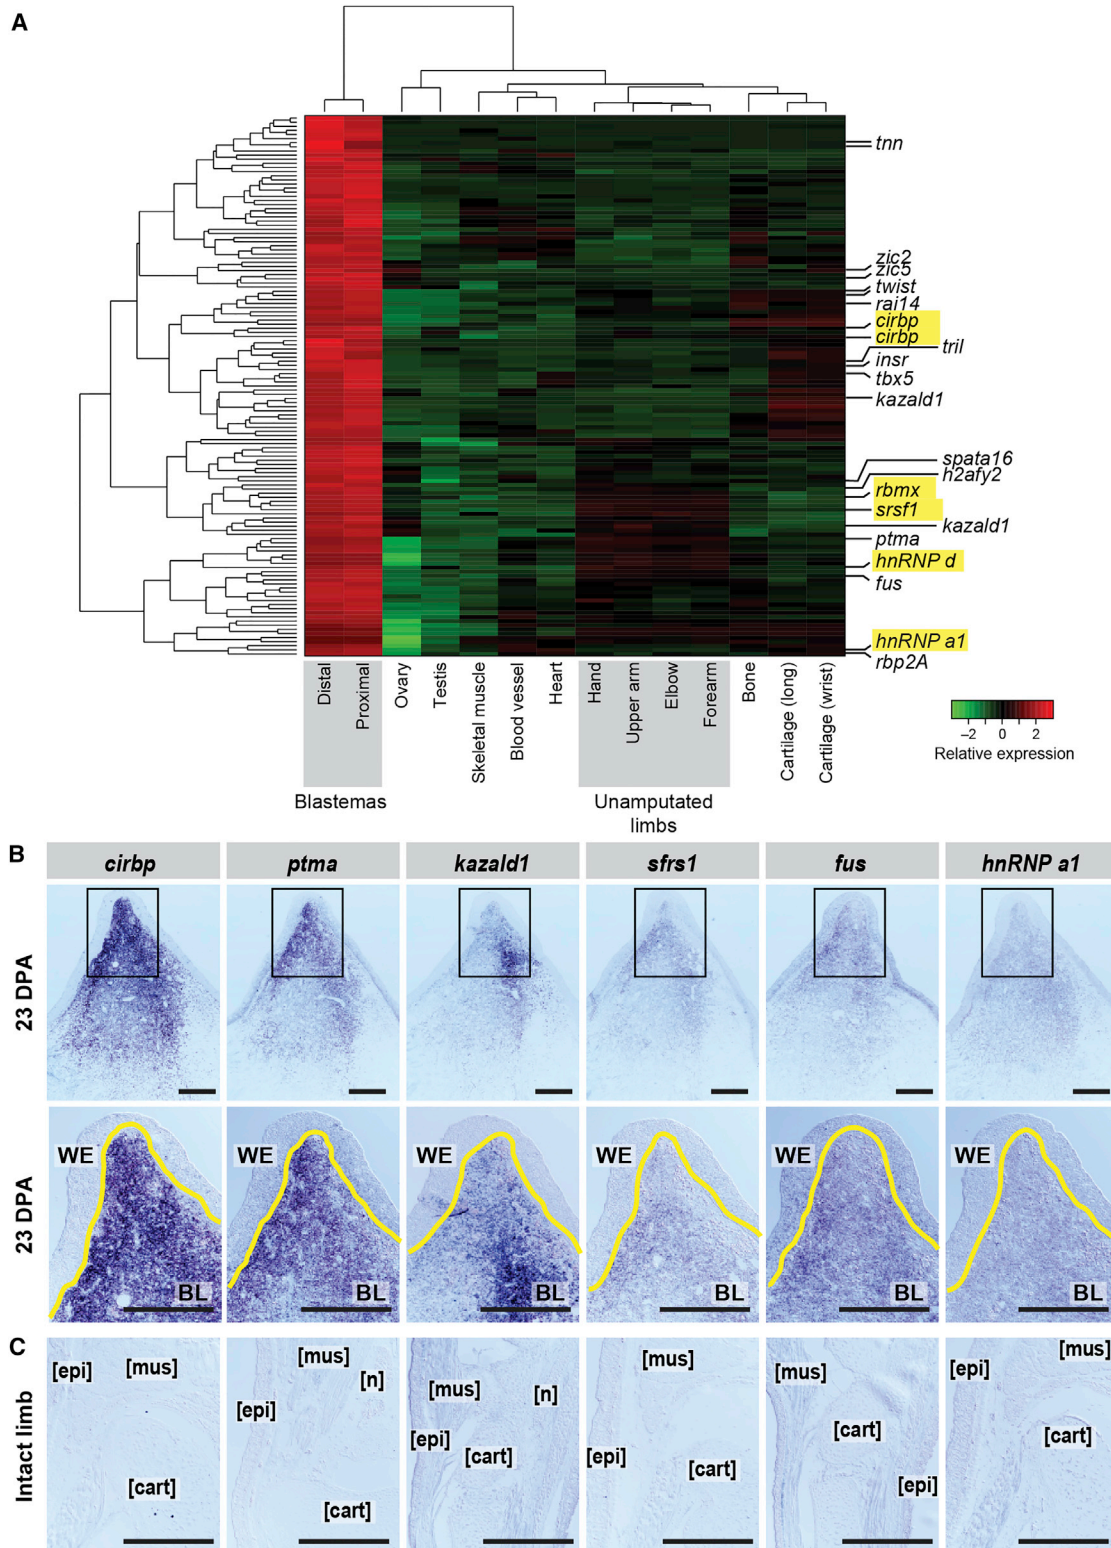 A
tnn
zic2
zic5
twist
rai14
cirbp
cirbp
tril
insr
tbx5
kazald1
spata16
h2afy2
rbmx
srsf1
kazald1
ptma
hnRNP d
fus
hnRNP a1
rbp2A
Distal
Proximal
Ovary
Testis
Skeletal muscle
Blood vessel
Heart
Hand
Upper arm
Elbow
Forearm
Bone
Cartilage (long)
Cartilage (wrist)
−2 0 2
Relative expression
Blastemas
Unamputated
limbs
B
cirbp ptma kazald1 sfrs1 fus hnRNP a1
23 DPA
23 DPA
WE WE WE WE WE WE
BL BL BL BL BL BL
C
Intact limb
[epi] [mus] [cart]
[mus] [n] [epi] [cart]
[mus] [n] [epi] [cart]
[mus] [epi] [cart]
[mus] [cart] [epi]
[mus] [epi] [cart]